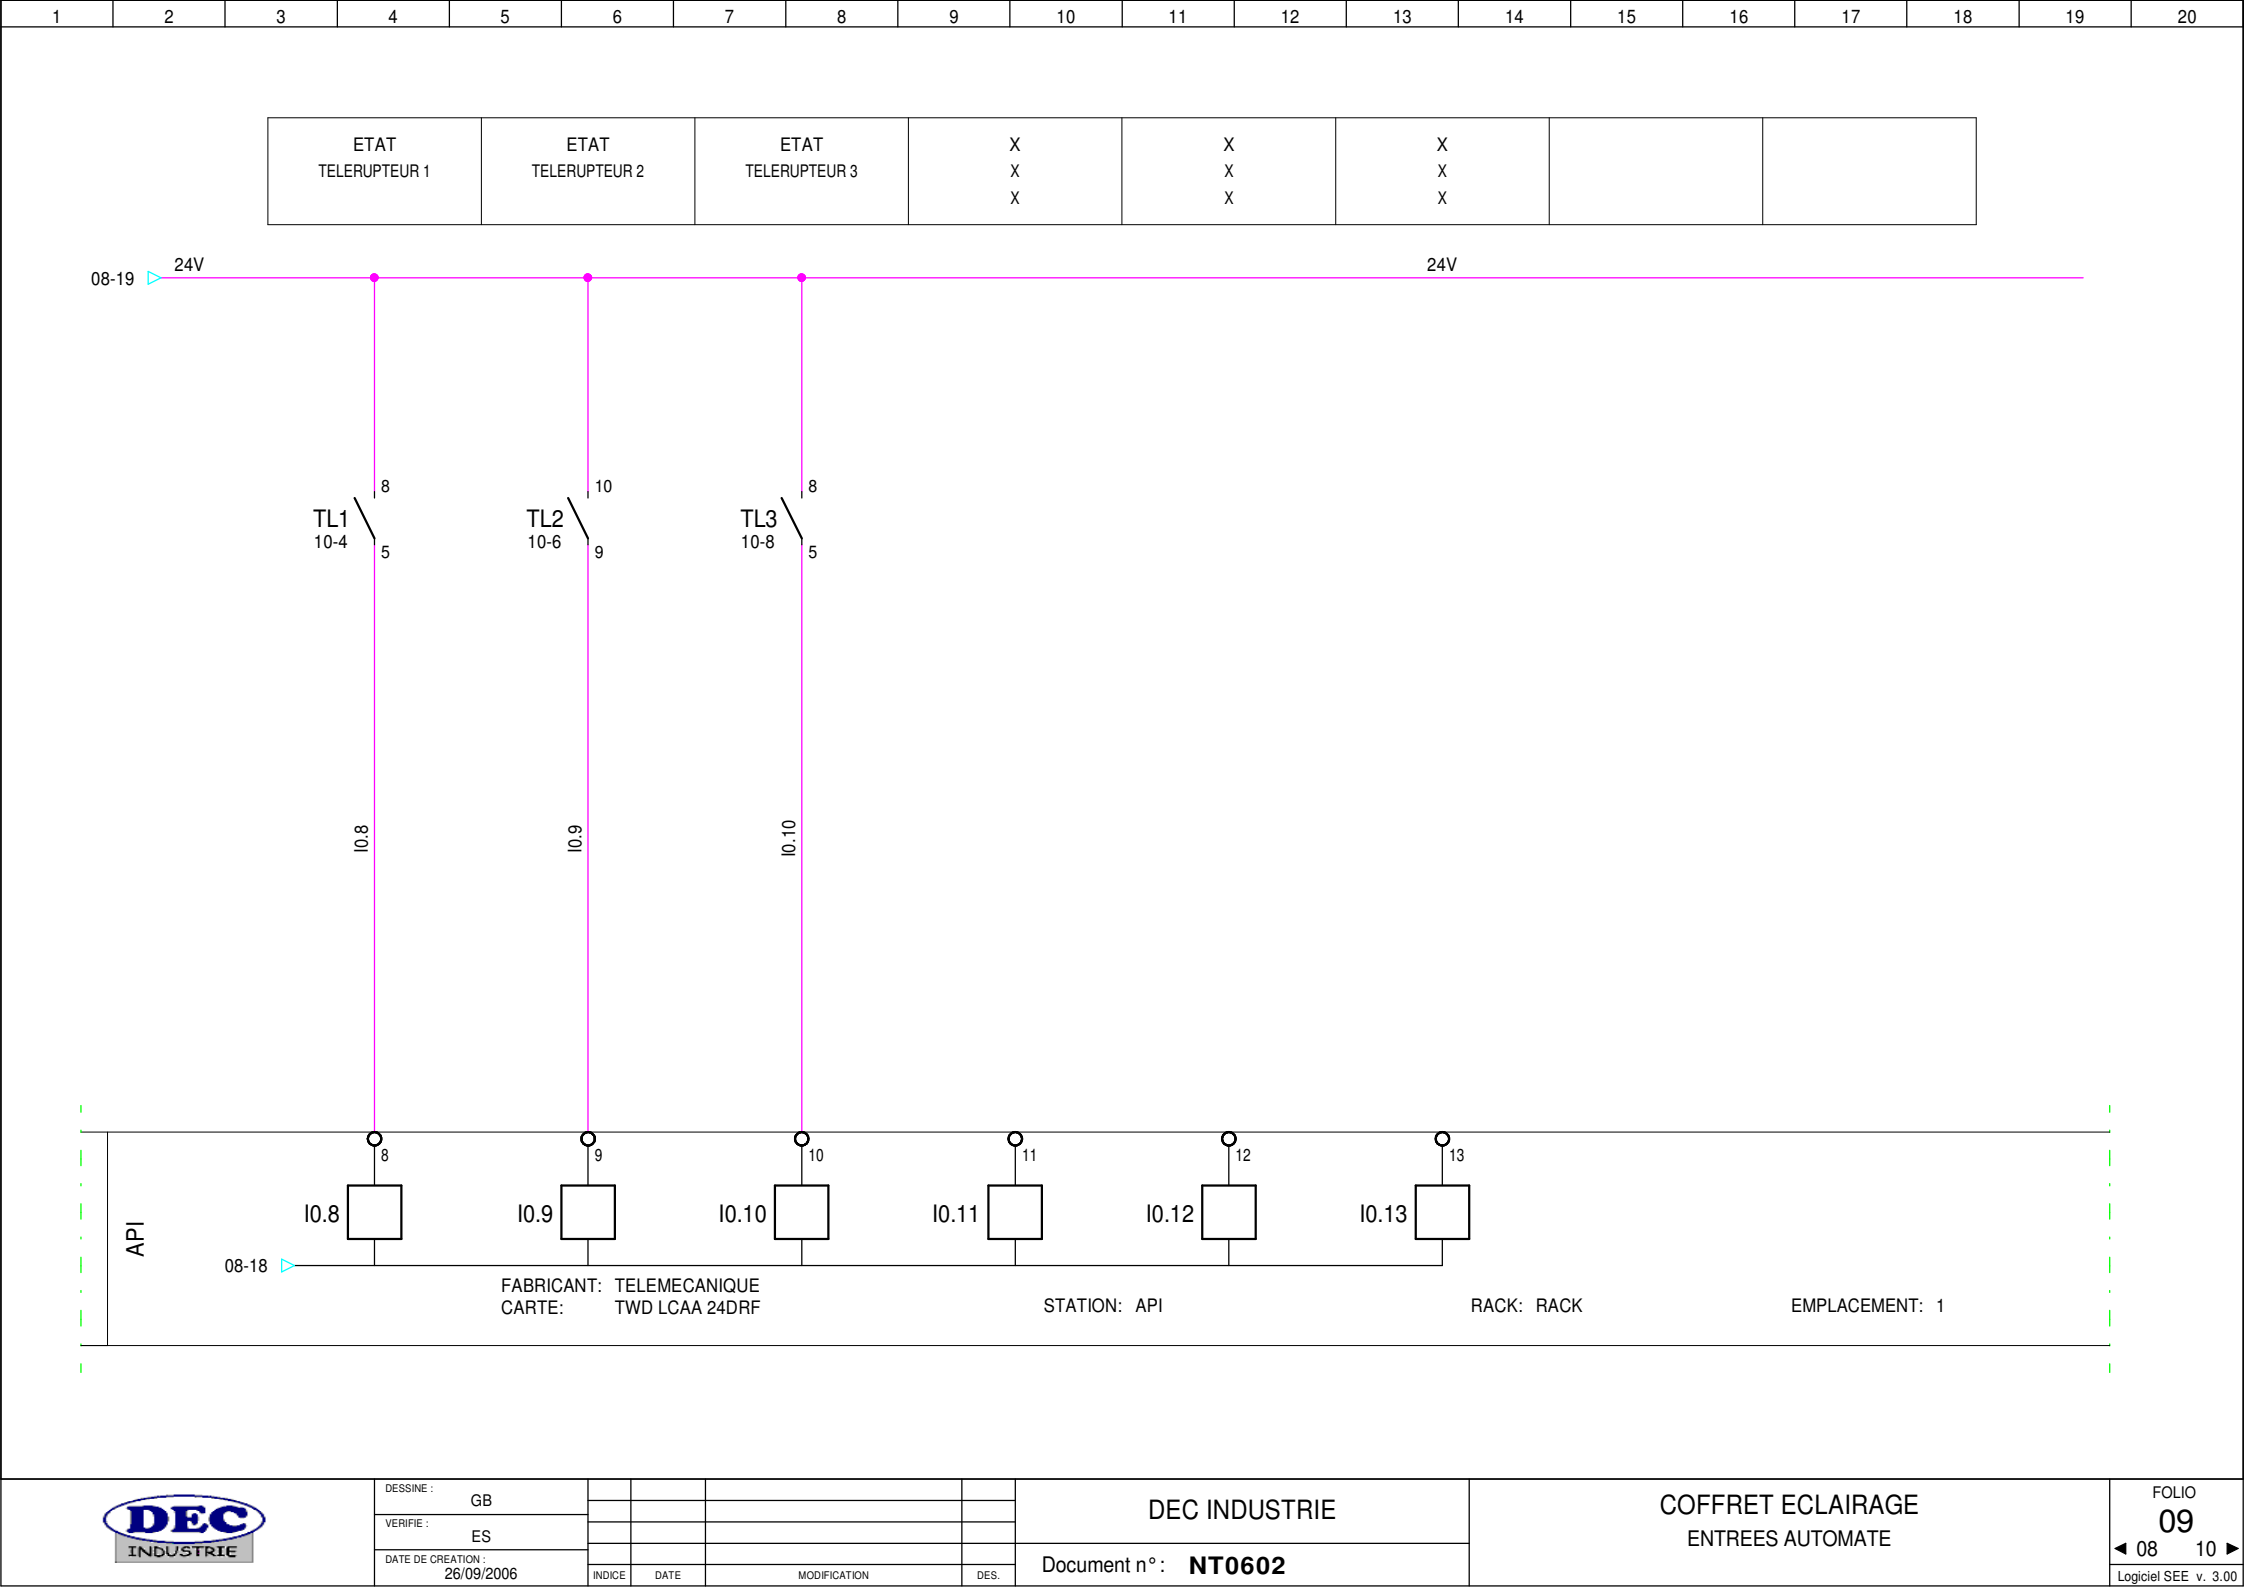 1 2 3 4 5 6 7 8 9 10 11 12 13 14 15 16 17 18 19 20
ETAT ETAT ETAT X X X
TELERUPTEUR 1 TELERUPTEUR 2 TELERUPTEUR 3 X X X
X X X
24V 24V
08-19
8 10 8
TL1 TL2 TL3
10-4 10-6 10-8
5 9 5
I0.8 I0.9 I0.10
8 9 10 11 12 13
I0.8 I0.9 I0.10 I0.11 I0.12 I0.13
API
08-18
FABRICANT: TELEMECANIQUE
CARTE: TWD LCAA 24DRF
STATION: API
RACK: RACK
EMPLACEMENT: 1
DEC
INDUSTRIE
DESSINE :
GB
VERIFIE :
ES
DATE DE CREATION :
26/09/2006
INDICE DATE MODIFICATION DES.
DEC INDUSTRIE
Document n° : NT0602
COFFRET ECLAIRAGE
ENTREES AUTOMATE
FOLIO
09
◄ 08 10 ►
Logiciel SEE v. 3.00